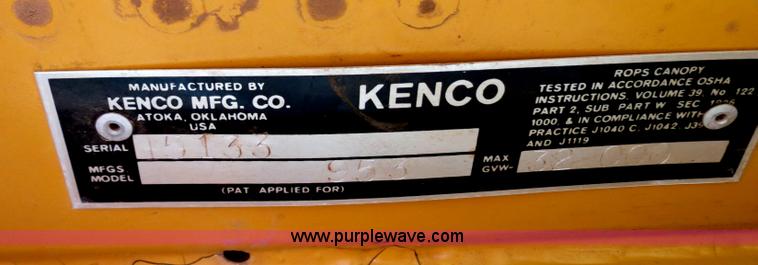 MANUFACTURED BY
KENCO MFG. CO.
ATOKA, OKLAHOMA
USA
KENCO
ROPS CANOPY
TESTED IN ACCORDANCE OSHA
INSTRUCTIONS, VOLUME 39, No 122
PART 2, SUB PART W SEC
1000, & IN COMPLIANCE WITH
PRACTICE J1040 C, J1042,
AND J1119
SERIAL 15133
MFGS MODEL 953
MAX GVW-
(PAT APPLIED FOR)
www.purplewave.com